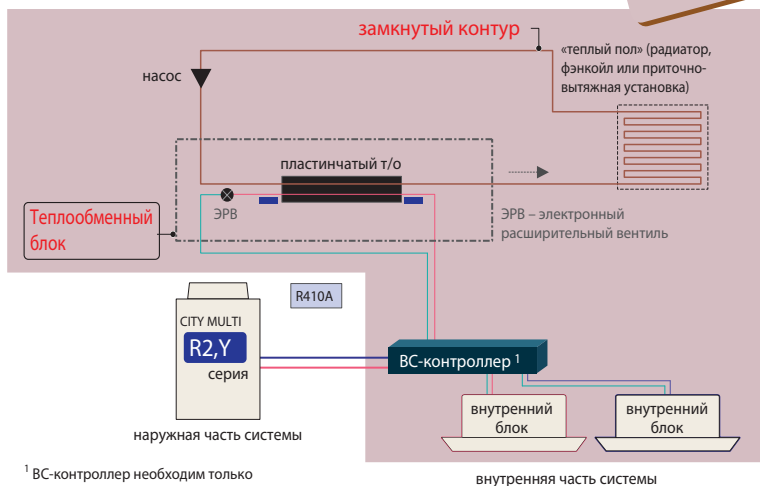 замкнутый контур
«теплый пол» (радиатор,
фэнкойл или приточно-
вытяжная установка)
насос
пластинчатый т/о
ЭРВ
Теплообменный
блок
ЭРВ – электронный
расширительный вентиль
R410A
CITY MULTI
R2,Y
серия
ВС-контроллер 1
внутренний
блок
внутренний
блок
наружная часть системы
1 ВС-контроллер необходим только
внутренняя часть системы